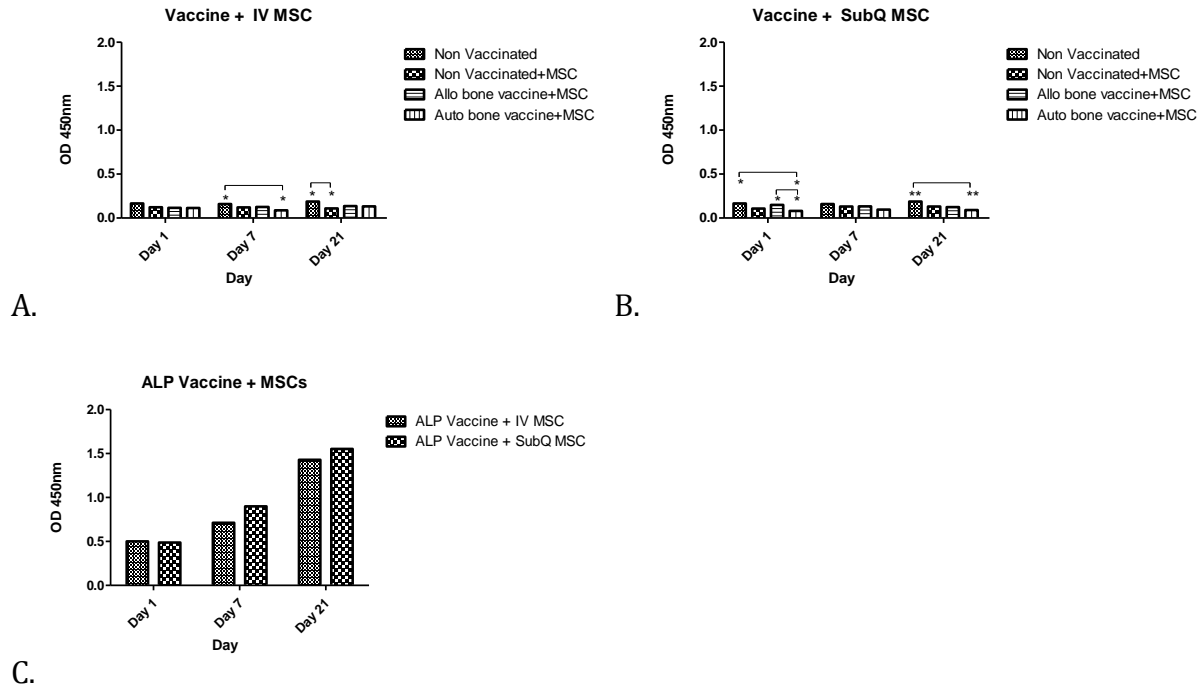 Vaccine + IV MSC
2.0
1.5
1.0
0.5
0.0
OD 450nm
* * * *
Day 1 Day 7 Day 21
Day
Non Vaccinated
Non Vaccinated+MSC
Allo bone vaccine+MSC
Auto bone vaccine+MSC
A.
Vaccine + SubQ MSC
2.0
1.5
1.0
0.5
0.0
OD 450nm
* * ** **
* *
Day 1 Day 7 Day 21
Day
Non Vaccinated
Non Vaccinated+MSC
Allo bone vaccine+MSC
Auto bone vaccine+MSC
B.
ALP Vaccine + MSCs
2.0
1.5
1.0
0.5
0.0
OD 450nm
Day 1 Day 7 Day 21
Day
ALP Vaccine + IV MSC
ALP Vaccine + SubQ MSC
C.